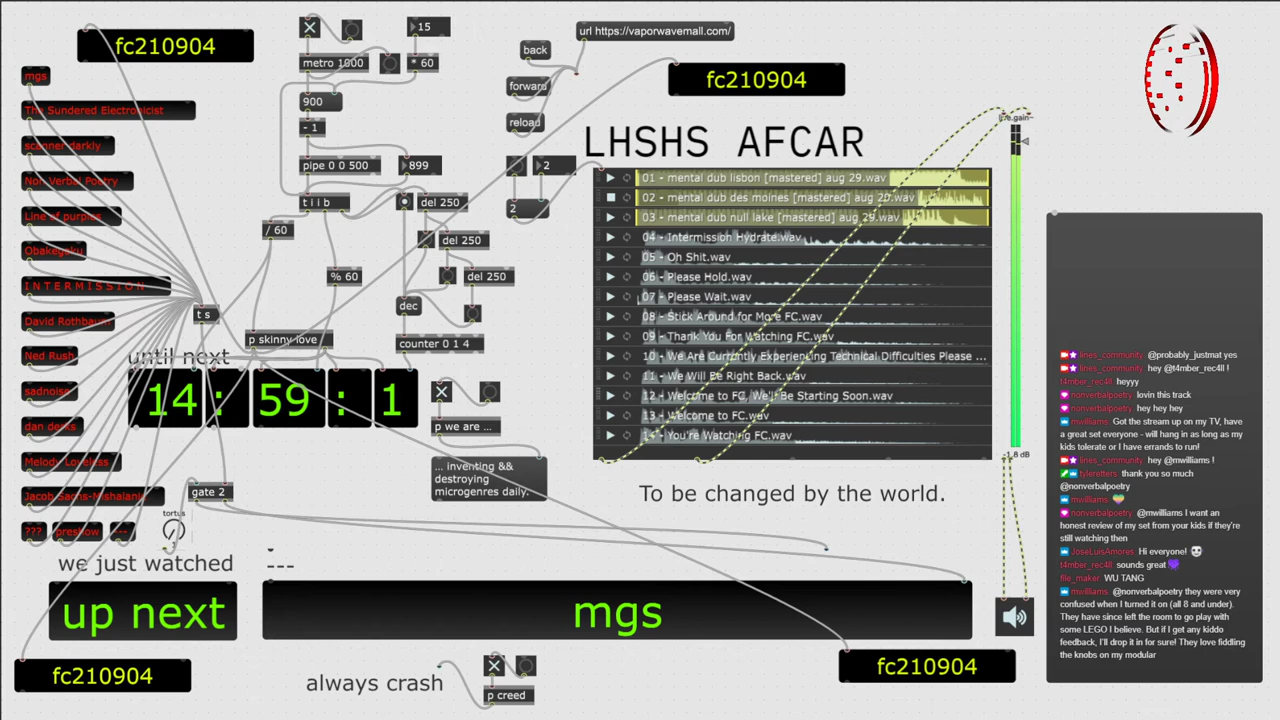 fc210904
15
url https://vaporwavemall.com/
metro 1000
* 60
back
forward
reload
fc210904
mgs
The Sundered Electronicist
scanner darkly
Non Verbal Poetry
Line of purples
Obakegaku
I N T E R M I S S I O N
David Rothbaum
Ned Rush
sadnoise
dan derks
Melody Loveless
Jacob Sachs-Mishalanie
??? preshow ---
900
- 1
pipe 0 0 500
899
2
2
t i i b
del 250
/ 60
del 250
% 60
del 250
t s
dec
p skinny love
counter 0 1 4
until next
14 : 59 : 1
p we are ...
... inventing &&
destroying
microgenres daily.
gate 2
tortus
1
LHSHS AFCAR
live.gain~
01 - mental dub lisbon [mastered] aug 29.wav
02 - mental dub des moines [mastered] aug 29.wav
03 - mental dub null lake [mastered] aug 29.wav
04 - Intermission Hydrate.wav
05 - Oh Shit.wav
06 - Please Hold.wav
07 - Please Wait.wav
08 - Stick Around for More FC.wav
09 - Thank You For Watching FC.wav
10 - We Are Currently Experiencing Technical Difficulties Please ...
11 - We Will Be Right Back.wav
12 - Welcome to FC, We'll Be Starting Soon.wav
13 - Welcome to FC.wav
14 - You're Watching FC.wav
-1.8 dB
To be changed by the world.
we just watched
---
up next
mgs
fc210904
always crash
p creed
fc210904
lines_community: @probably_justmat yes
lines_community: hey @t4mber_rec4ll !
t4mber_rec4ll: heyyy
nonverbalpoetry: lovin this track
nonverbalpoetry: hey hey hey
mwilliams: Got the stream up on my TV, have
a great set everyone - will hang in as long as my
kids tolerate or I have errands to run!
lines_community: hey @mwilliams !
tyleretters: thank you so much
@nonverbalpoetry
mwilliams:
nonverbalpoetry: @mwilliams I want an
honest review of my set from your kids if they're
still watching then
JoseLuisAmores: Hi everyone!
t4mber_rec4ll: sounds great
file_maker: WU TANG
mwilliams: @nonverbalpoetry they were very
confused when I turned it on (all 8 and under).
They have since left the room to go play with
some LEGO I believe. But if I get any kiddo
feedback, I'll drop it in for sure! They love fiddling
the knobs on my modular